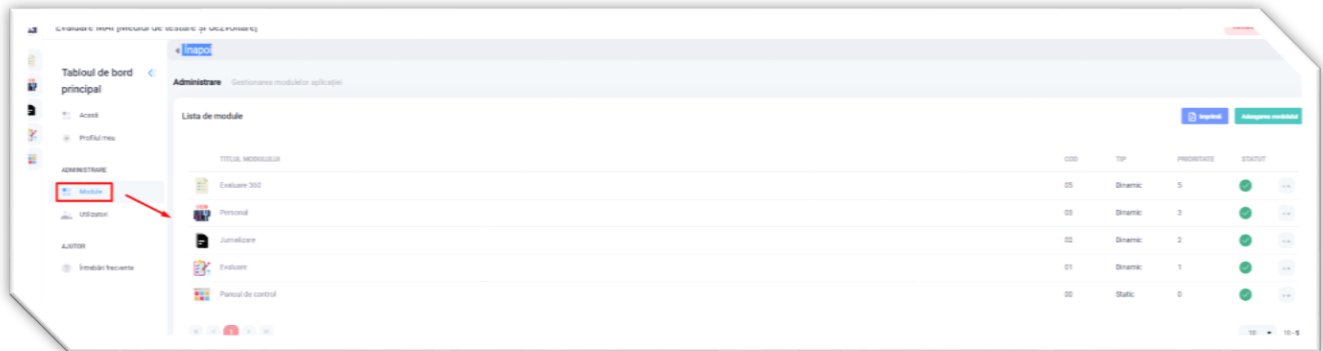 Evaluare MAI [Mediul de testare și dezvoltare]
« Înapoi
Tabloul de bord principal
Acasă
Profilul meu
ADMINISTRARE
Module
Utilizatori
AJUTOR
Întrebări frecvente
Administrare Gestionarea modulelor aplicației
Lista de module
Imprimă Adăugarea modulului
TITLUL MODULULUI COD TIP PRIORITATE STATUT
Evaluare 360 05 Dinamic 5
Personal 03 Dinamic 3
Jurnalizare 02 Dinamic 2
Evaluare 01 Dinamic 1
Panoul de control 00 Static 0
1
10 10-5